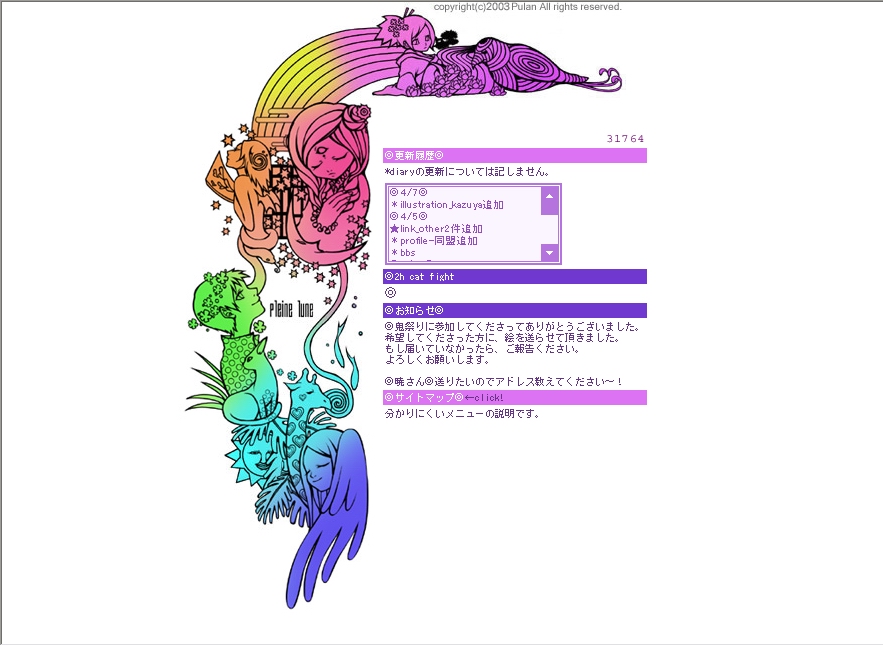 copyright(c)2003 Pulan All rights reserved.
31764
◎更新履歴◎
*diaryの更新については記しません。
◎4/7◎
＊illustration_kazuya追加
◎4/5◎
★link_other2件追加
＊profile-同盟追加
＊bbs
◎2h cat fight
◎
pleine lune
◎お知らせ◎
◎鬼祭りに参加してくださってありがとうございました。
希望してくださった方に、絵を送らせて頂きました。
もし届いていなかったら、ご報告ください。
よろしくお願いします。
◎暁さん◎送りたいのでアドレス教えてください～！
◎サイトマップ◎←click!
分かりにくいメニューの説明です。